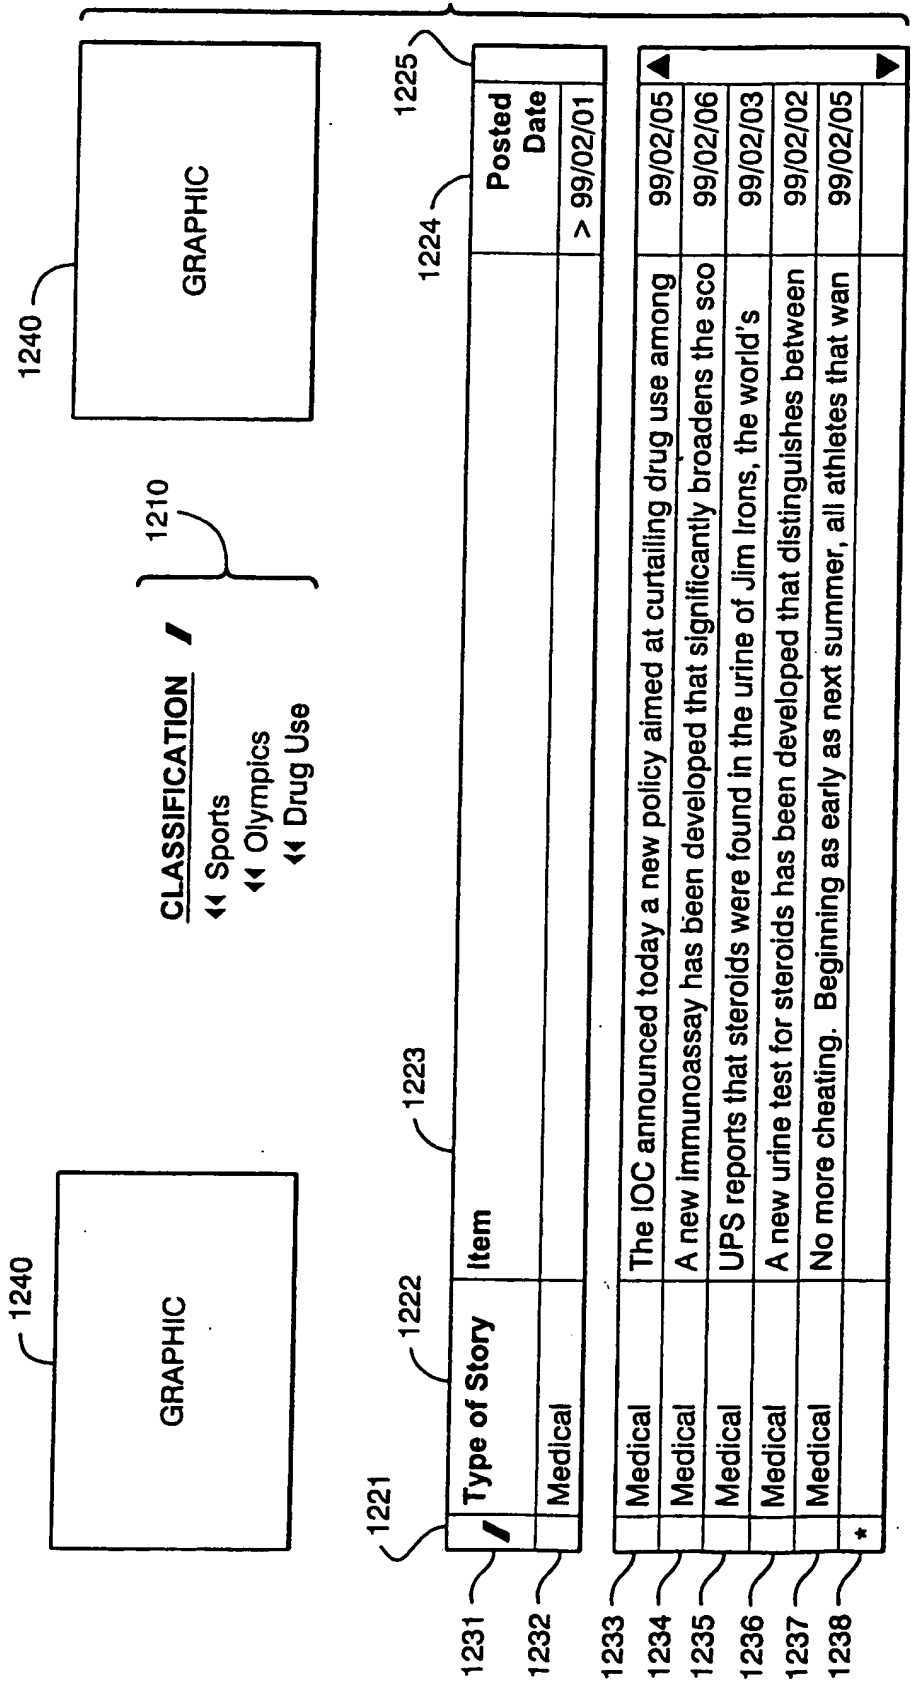 1240
1240
GRAPHIC
GRAPHIC
1210
CLASSIFICATION
Sports
Olympics
Drug Use
1221
1222
1223
1224
1225
1231
Type of Story
Item
Posted
Date
1232
Medical
> 99/02/01
1233
Medical
The IOC announced today a new policy aimed at curtailing drug use among
99/02/05
1234
Medical
A new immunoassay has been developed that significantly broadens the sco
99/02/06
1235
Medical
UPS reports that steroids were found in the urine of Jim Irons, the world's
99/02/03
1236
Medical
A new urine test for steroids has been developed that distinguishes between
99/02/02
1237
Medical
No more cheating. Beginning as early as next summer, all athletes that wan
99/02/05
1238
*